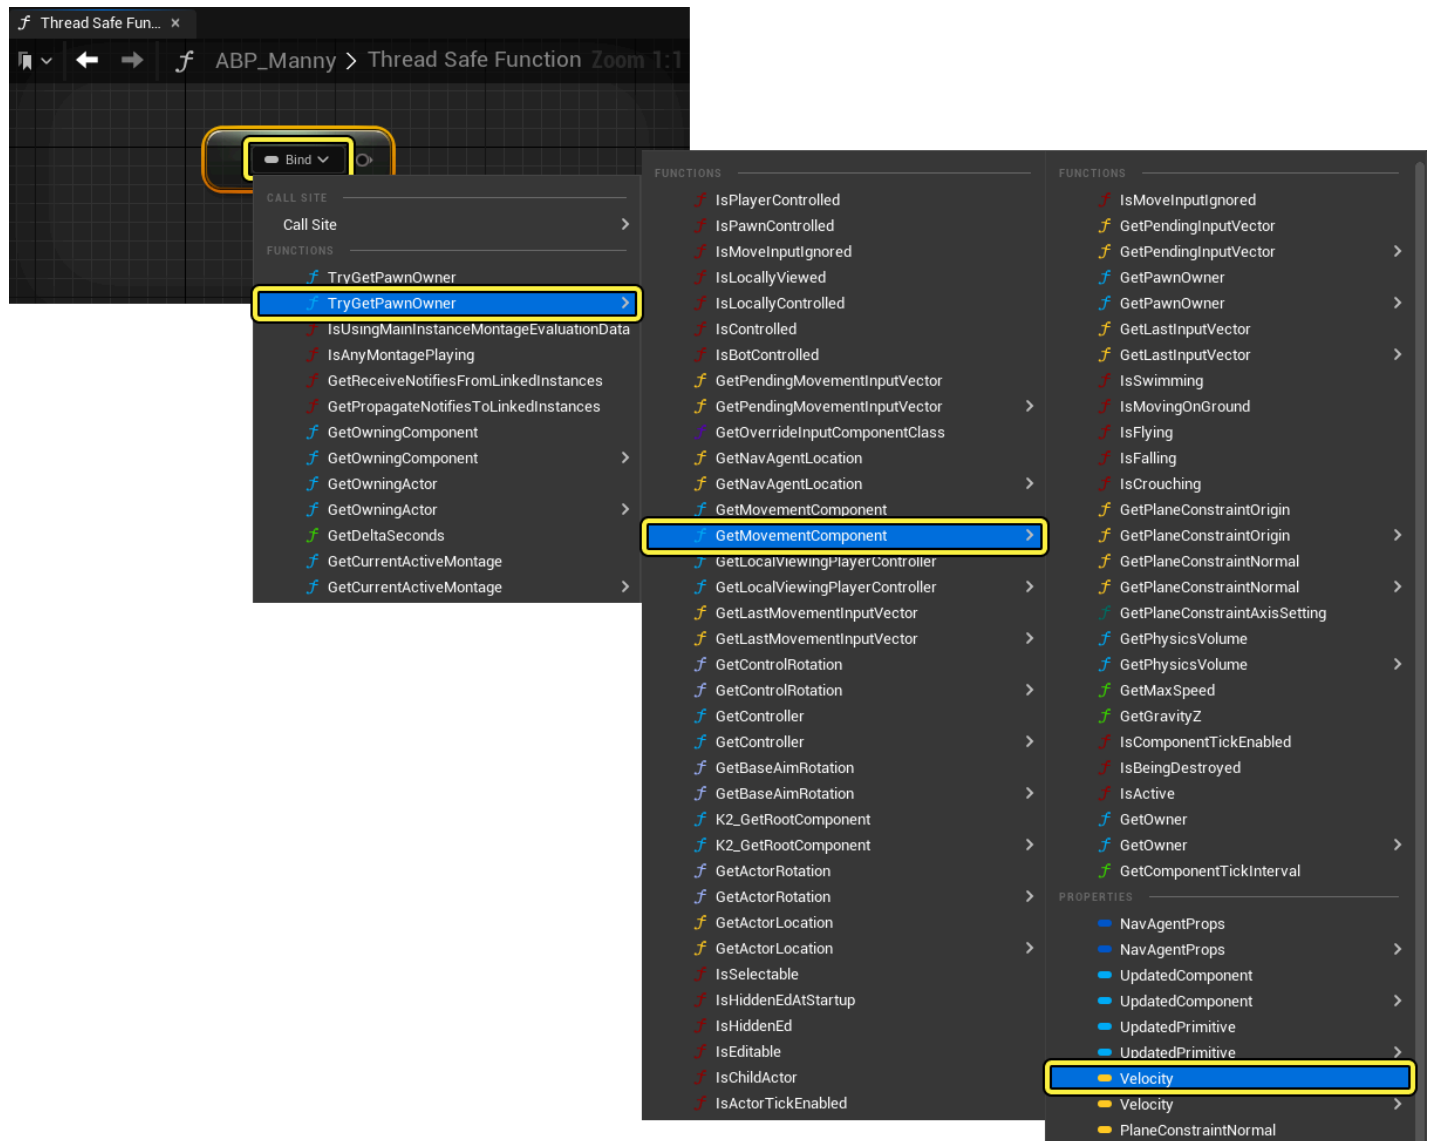 Thread Safe Fun...
ABP_Manny > Thread Safe Function Zoom 1:1
Bind
CALL SITE
Call Site
FUNCTIONS
TryGetPawnOwner
TryGetPawnOwner
IsUsingMainInstanceMontageEvaluationData
IsAnyMontagePlaying
GetReceiveNotifiesFromLinkedInstances
GetPropagateNotifiesToLinkedInstances
GetOwningComponent
GetOwningComponent
GetOwningActor
GetOwningActor
GetDeltaSeconds
GetCurrentActiveMontage
GetCurrentActiveMontage
FUNCTIONS
IsPlayerControlled
IsPawnControlled
IsMoveInputIgnored
IsLocallyViewed
IsLocallyControlled
IsControlled
IsBotControlled
GetPendingMovementInputVector
GetPendingMovementInputVector
GetOverrideInputComponentClass
GetNavAgentLocation
GetNavAgentLocation
GetMovementComponent
GetMovementComponent
GetLocalViewingPlayerController
GetLocalViewingPlayerController
GetLastMovementInputVector
GetLastMovementInputVector
GetControlRotation
GetControlRotation
GetController
GetController
GetBaseAimRotation
GetBaseAimRotation
K2_GetRootComponent
K2_GetRootComponent
GetActorRotation
GetActorRotation
GetActorLocation
GetActorLocation
IsSelectable
IsHiddenEdAtStartup
IsHiddenEd
IsEditable
IsChildActor
IsActorTickEnabled
FUNCTIONS
IsMoveInputIgnored
GetPendingInputVector
GetPendingInputVector
GetPawnOwner
GetPawnOwner
GetLastInputVector
GetLastInputVector
IsSwimming
IsMovingOnGround
IsFlying
IsFalling
IsCrouching
GetPlaneConstraintOrigin
GetPlaneConstraintOrigin
GetPlaneConstraintNormal
GetPlaneConstraintNormal
GetPlaneConstraintAxisSetting
GetPhysicsVolume
GetPhysicsVolume
GetMaxSpeed
GetGravityZ
IsComponentTickEnabled
IsBeingDestroyed
IsActive
GetOwner
GetOwner
GetComponentTickInterval
PROPERTIES
NavAgentProps
NavAgentProps
UpdatedComponent
UpdatedComponent
UpdatedPrimitive
UpdatedPrimitive
Velocity
Velocity
PlaneConstraintNormal